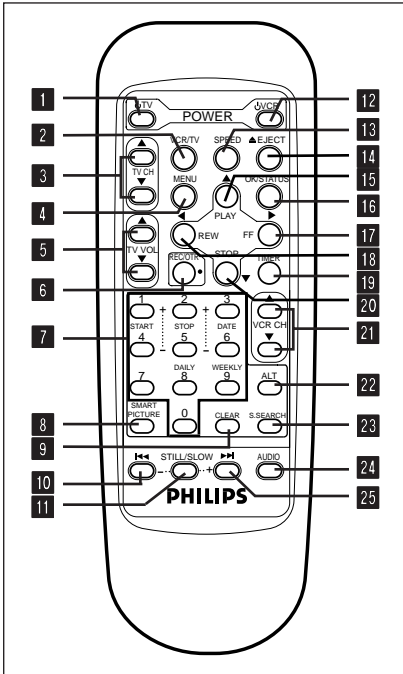 1 ⏻TV POWER ⏻VCR 12
2 VCR/TV SPEED ⏏EJECT 13
14
3 ▲ TV CH ▼
4 MENU ▲ PLAY OK/STATUS 15
16
5 ▲ TV VOL ▼
◀ REW FF ▶ 17
18
6 REC/OTR ● STOP ▼ TIMER 19
20
7 1 + 2 + 3 ▲ VCR CH ▼ 21
START STOP DATE
4 – 5 – 6
DAILY WEEKLY
7 8 9 ALT 22
8 SMART PICTURE 0 CLEAR S.SEARCH 23
9
10 |◀◀ – STILL/SLOW + ▶▶| AUDIO 24
11 25
PHILIPS